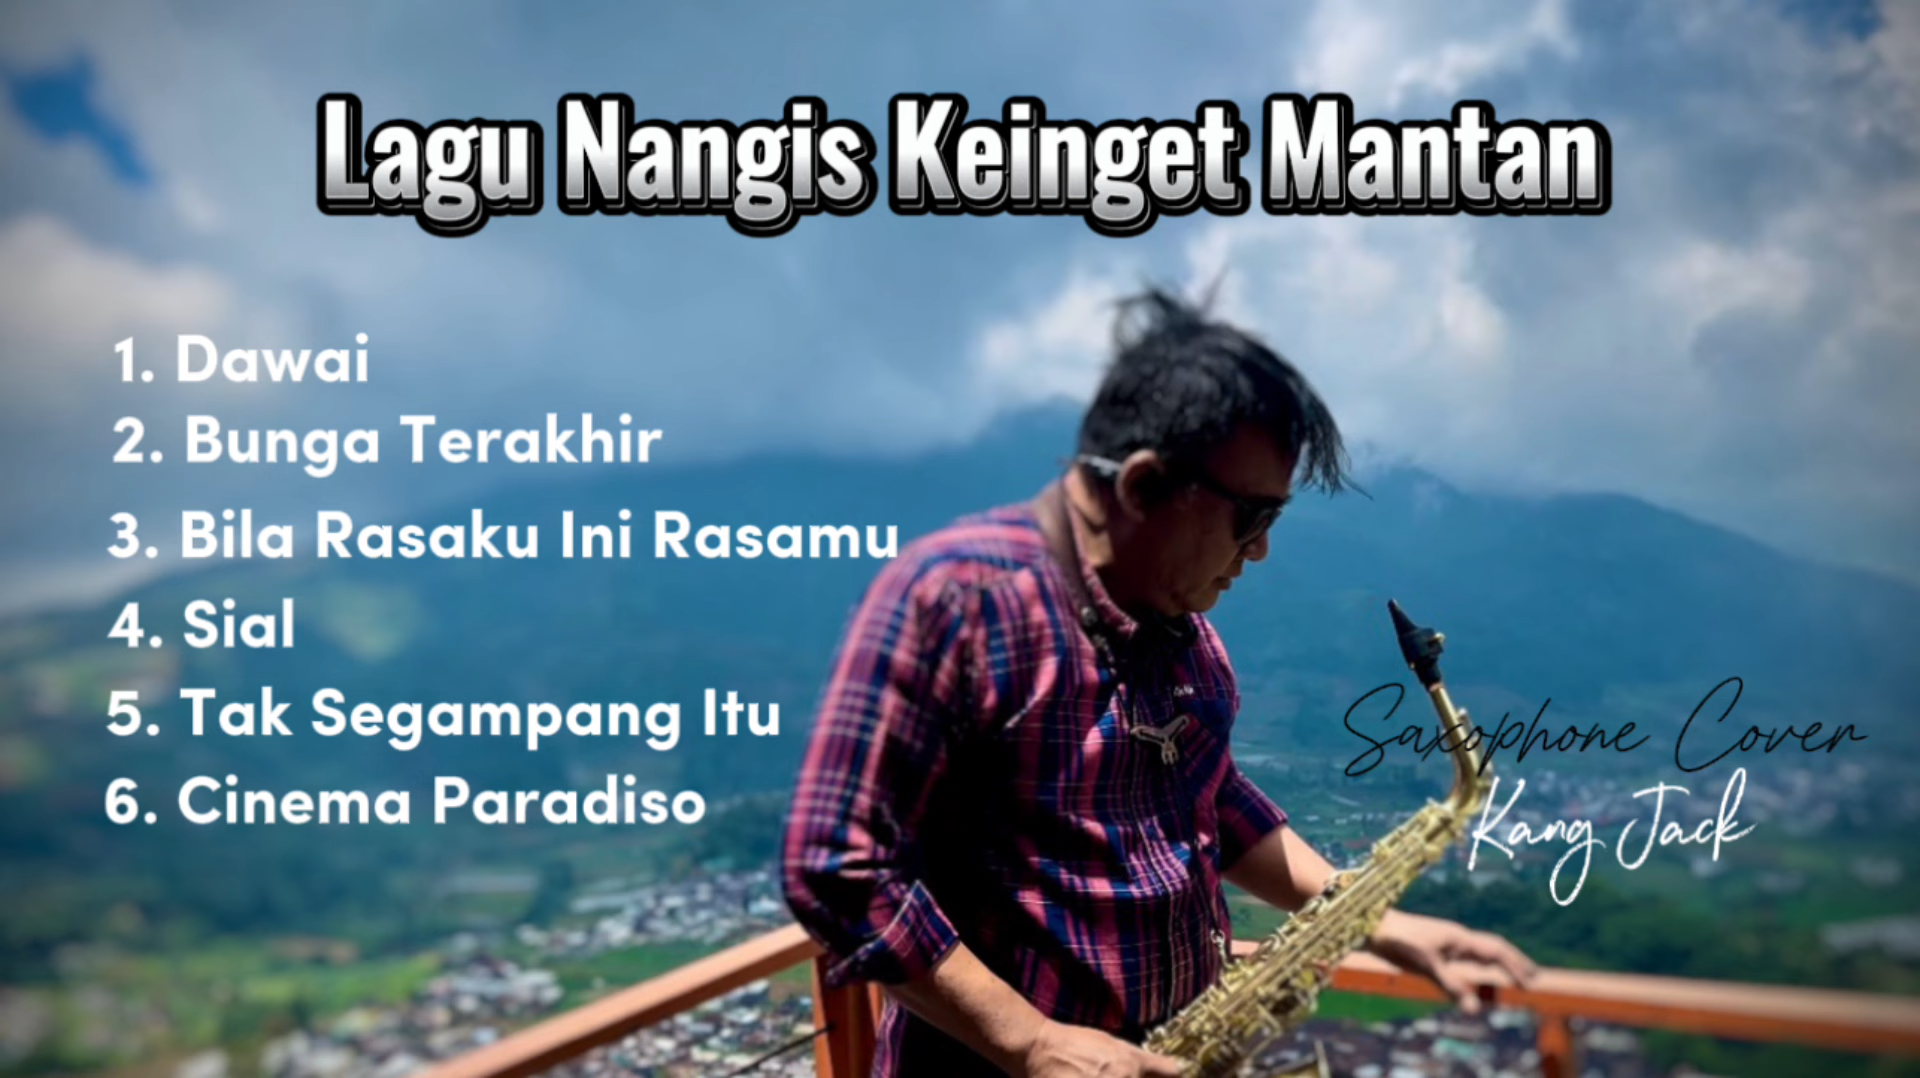 Lagu Nangis Keinget Mantan
1. Dawai
2. Bunga Terakhir
3. Bila Rasaku Ini Rasamu
4. Sial
5. Tak Segampang Itu
6. Cinema Paradiso
Saxophone Cover
Kang Jack